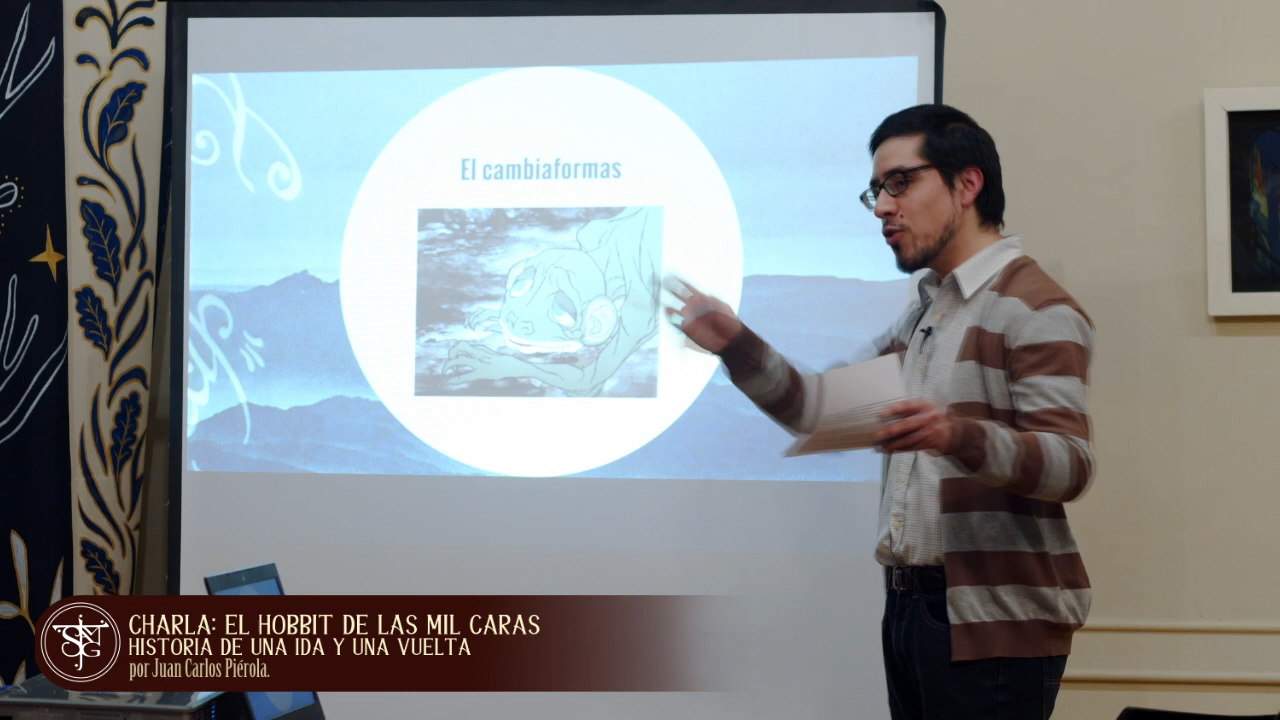 El cambiaformas
CHARLA: EL HOBBIT DE LAS MIL CARAS
HISTORIA DE UNA IDA Y UNA VUELTA
por Juan Carlos Piérola.